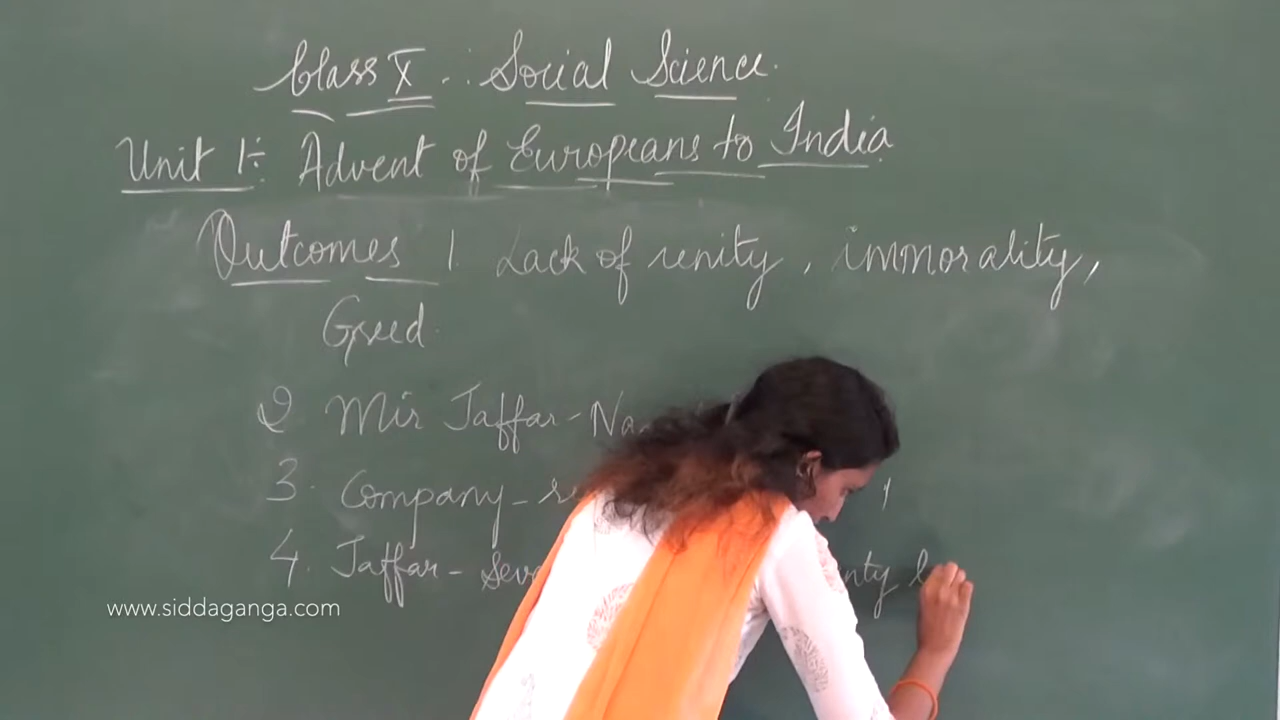 Class X : Social Science.
Unit 1:- Advent of Europeans to India
Outcomes 1. Lack of unity, immorality,
Greed.
2 Mir Jaffar-
3. Company-
4. Jaffar-
www.siddaganga.com